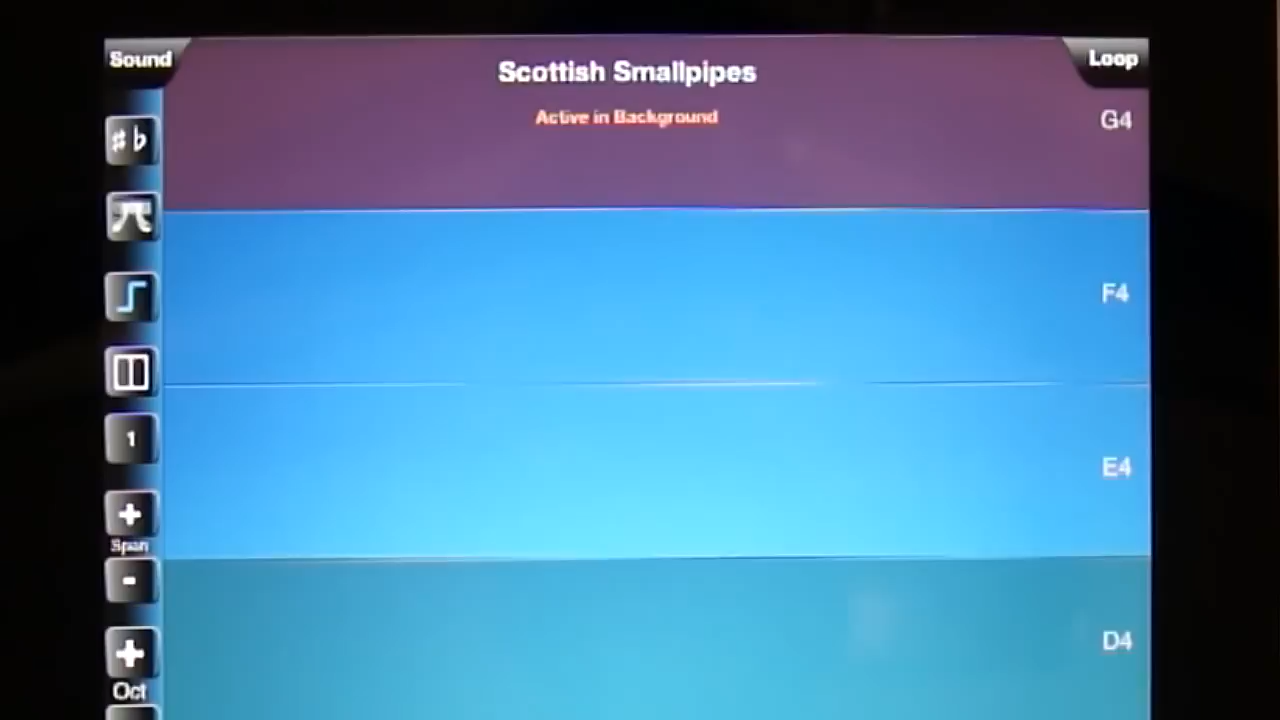 Sound
Scottish Smallpipes
Loop
Active in Background
G4
♯ ♭
F4
1
E4
+
Span
-
D4
+
Oct